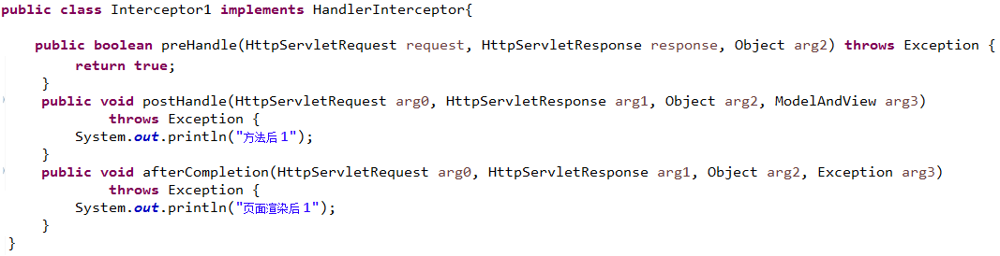 public class Interceptor1 implements HandlerInterceptor{
public boolean preHandle(HttpServletRequest request, HttpServletResponse response, Object arg2) throws Exception {
return true;
}
public void postHandle(HttpServletRequest arg0, HttpServletResponse arg1, Object arg2, ModelAndView arg3)
throws Exception {
System.out.println("方法后1");
}
public void afterCompletion(HttpServletRequest arg0, HttpServletResponse arg1, Object arg2, Exception arg3)
throws Exception {
System.out.println("页面渲染后1");
}
}